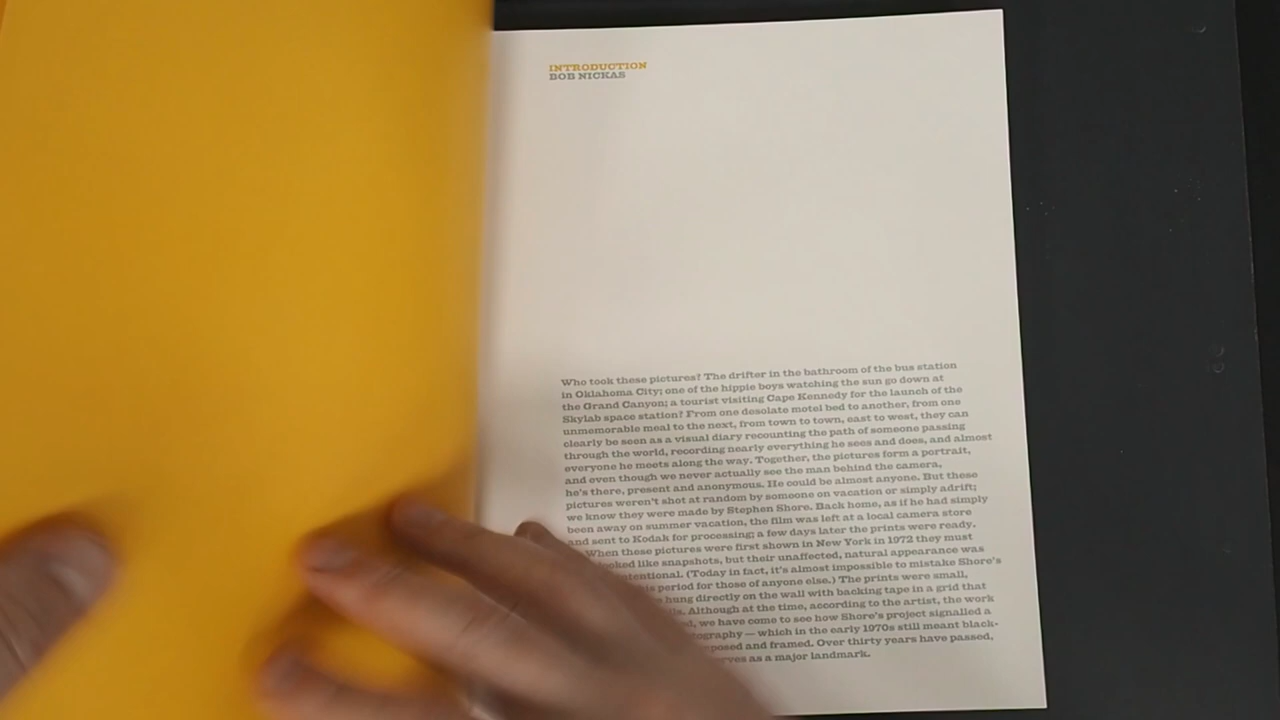 INTRODUCTION
BOB NICKAS
Who took these pictures? The drifter in the bathroom of the bus station
in Oklahoma City; one of the hippie boys watching the sun go down at
the Grand Canyon; a tourist visiting Cape Kennedy for the launch of the
Skylab space station? From one desolate motel bed to another, from one
unmemorable meal to the next, from town to town, east to west, they can
clearly be seen as a visual diary recounting the path of someone passing
through the world, recording nearly everything he sees and does, and almost
everyone he meets along the way. Together, the pictures form a portrait,
and even though we never actually see the man behind the camera,
he's there, present and anonymous. He could be almost anyone. But these
pictures weren't shot at random by someone on vacation or simply adrift;
we know they were made by Stephen Shore. Back home, as if he had simply
been away on summer vacation, the film was left at a local camera store
and sent to Kodak for processing; a few days later the prints were ready.
When these pictures were first shown in New York in 1972 they must
looked like snapshots, but their unaffected, natural appearance was
intentional. (Today in fact, it's almost impossible to mistake Shore's
this period for those of anyone else.) The prints were small,
hung directly on the wall with backing tape in a grid that
Although at the time, according to the artist, the work
we have come to see how Shore's project signalled a
— which in the early 1970s still meant black-
and framed. Over thirty years have passed,
as a major landmark.